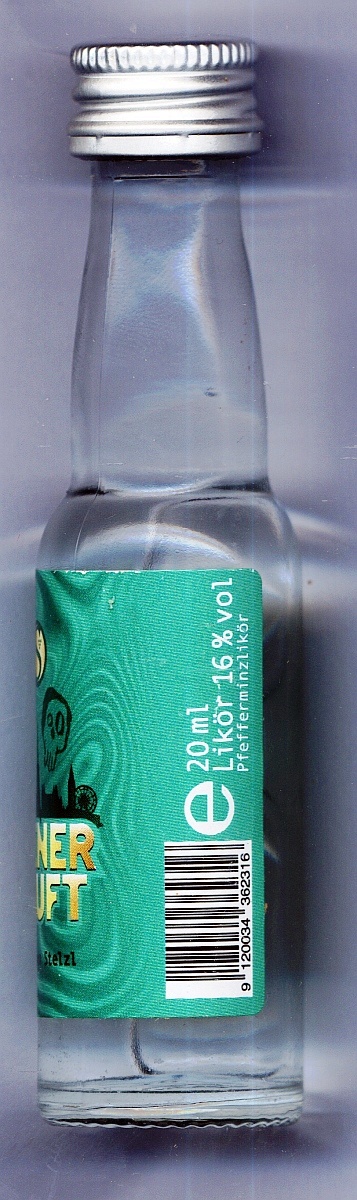 NER
UFT
Stelzl
e
20 ml
Likör 16 % vol
Pfefferminzlikör
9 120034 362316